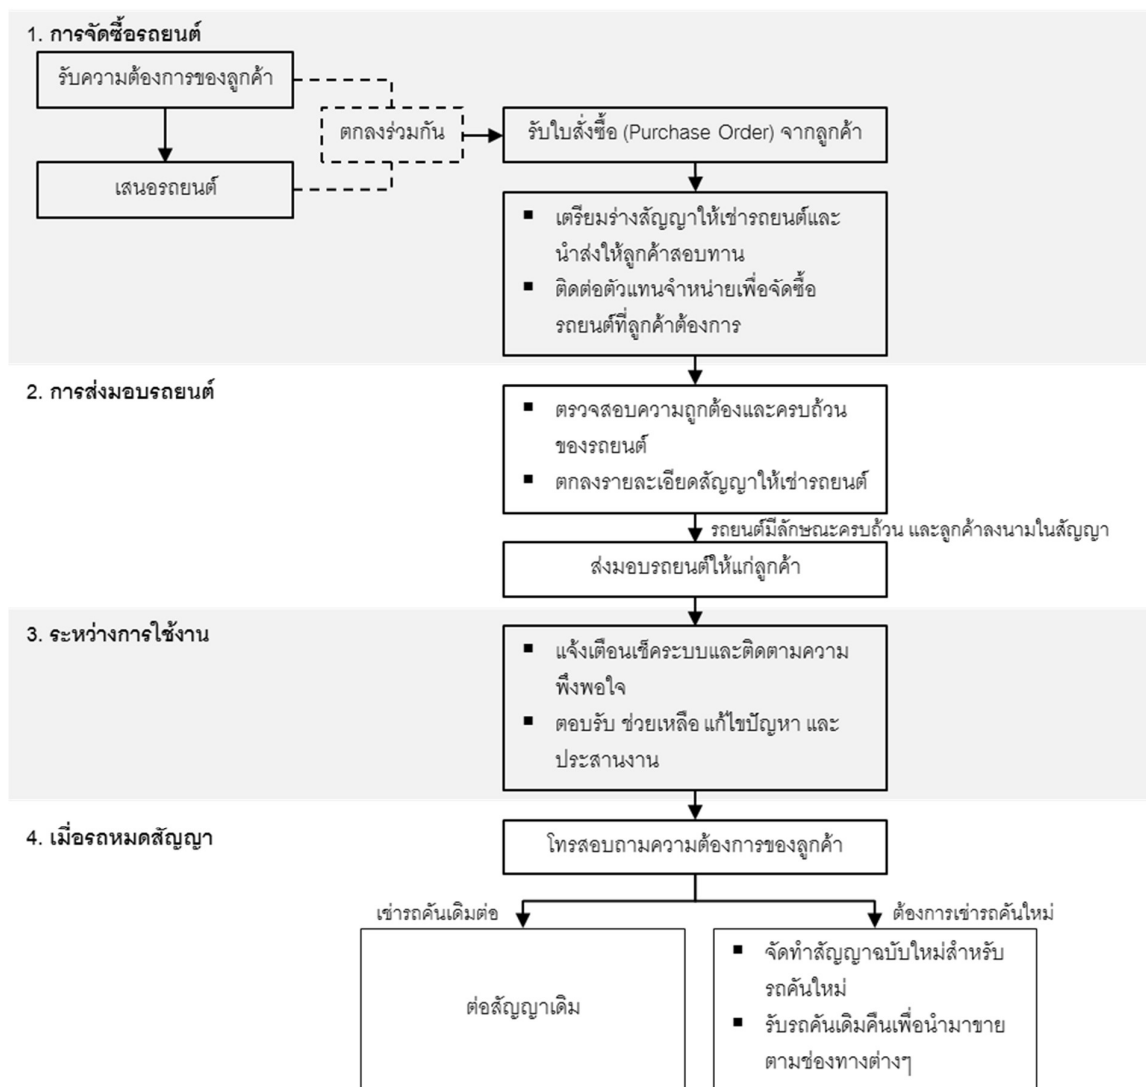 1. การจัดซื้อรถยนต์
รับความต้องการของลูกค้า
ตกลงร่วมกัน
รับใบสั่งซื้อ (Purchase Order) จากลูกค้า
เสนอรถยนต์
▪ เตรียมร่างสัญญาให้เช่ารถยนต์และ
นำส่งให้ลูกค้าสอบทาน
▪ ติดต่อตัวแทนจำหน่ายเพื่อจัดซื้อ
รถยนต์ที่ลูกค้าต้องการ
2. การส่งมอบรถยนต์
▪ ตรวจสอบความถูกต้องและครบถ้วน
ของรถยนต์
▪ ตกลงรายละเอียดสัญญาให้เช่ารถยนต์
รถยนต์มีลักษณะครบถ้วน และลูกค้าลงนามในสัญญา
ส่งมอบรถยนต์ให้แก่ลูกค้า
3. ระหว่างการใช้งาน
▪ แจ้งเตือนเช็คระบบและติดตามความ
พึงพอใจ
▪ ตอบรับ ช่วยเหลือ แก้ไขปัญหา และ
ประสานงาน
4. เมื่อรถหมดสัญญา
โทรสอบถามความต้องการของลูกค้า
เช่ารถคันเดิมต่อ
ต้องการเช่ารถคันใหม่
ต่อสัญญาเดิม
▪ จัดทำสัญญาฉบับใหม่สำหรับ
รถคันใหม่
▪ รับรถคันเดิมคืนเพื่อนำมาขาย
ตามช่องทางต่างๆ